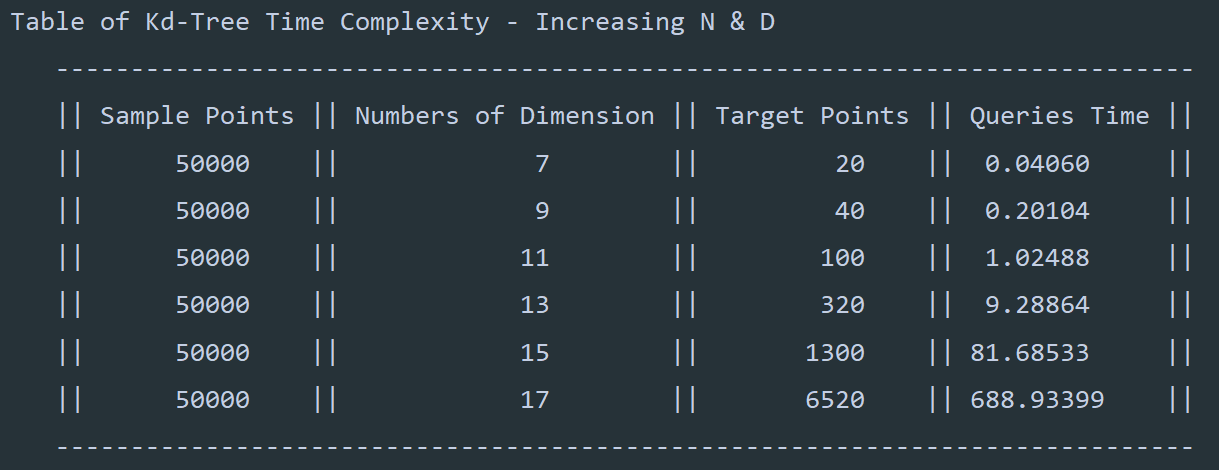 Table of Kd-Tree Time Complexity - Increasing N & D
----------------------------------------------------------------------------
|| Sample Points || Numbers of Dimension || Target Points || Queries Time ||
|| 50000 || 7 || 20 || 0.04060 ||
|| 50000 || 9 || 40 || 0.20104 ||
|| 50000 || 11 || 100 || 1.02488 ||
|| 50000 || 13 || 320 || 9.28864 ||
|| 50000 || 15 || 1300 || 81.68533 ||
|| 50000 || 17 || 6520 || 688.93399 ||
----------------------------------------------------------------------------